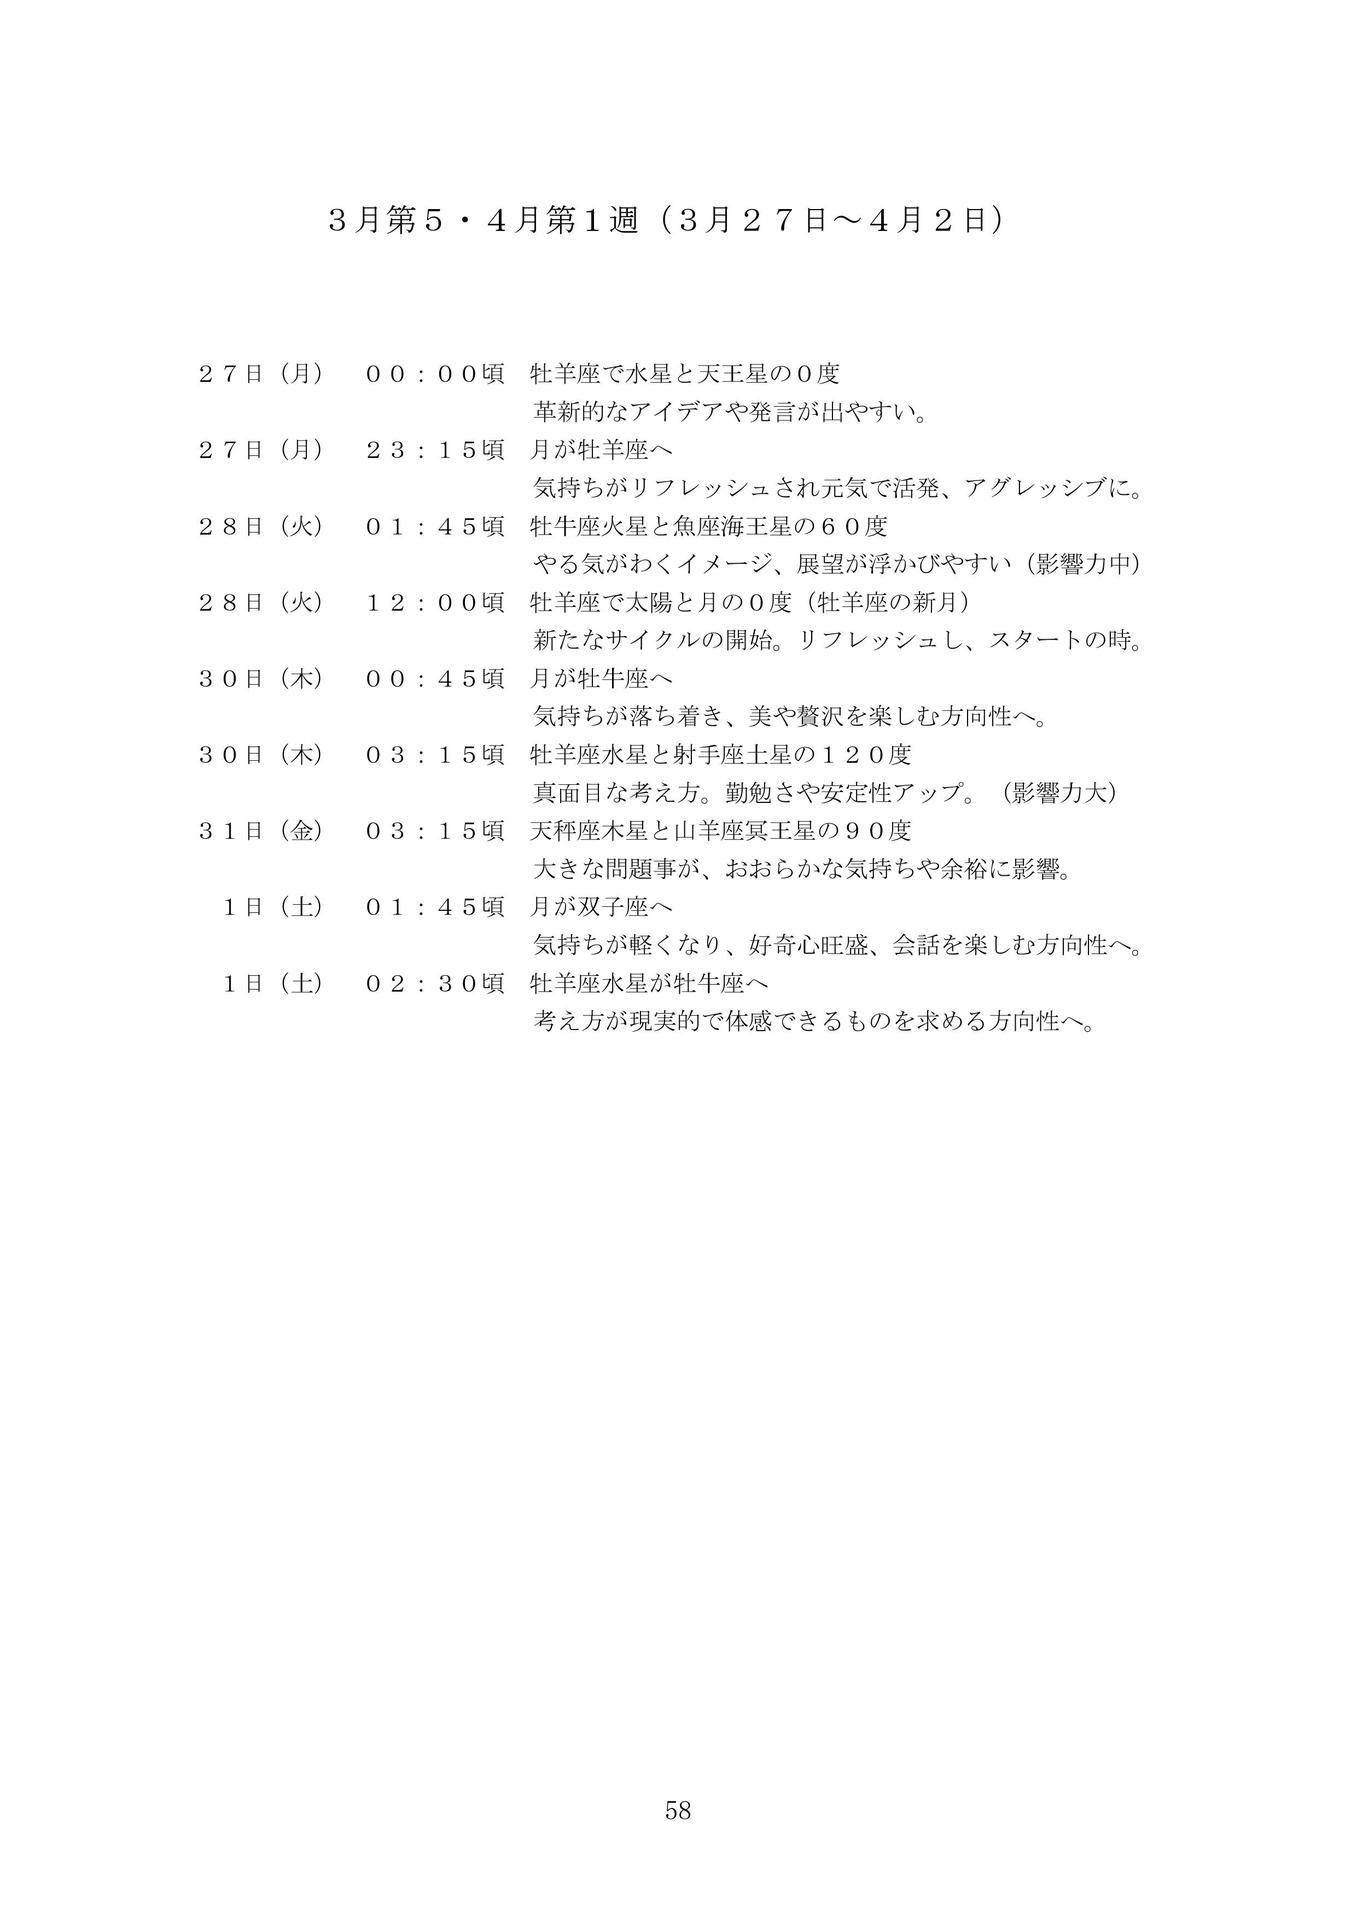 ３月第５・４月第１週（３月２７日～４月２日）
２７日（月）　００：００頃　牡羊座で水星と天王星の０度
革新的なアイデアや発言が出やすい。
２７日（月）　２３：１５頃　月が牡羊座へ
気持ちがリフレッシュされ元気で活発、アグレッシブに。
２８日（火）　０１：４５頃　牡牛座火星と魚座海王星の６０度
やる気がわくイメージ、展望が浮かびやすい（影響力中）
２８日（火）　１２：００頃　牡羊座で太陽と月の０度（牡羊座の新月）
新たなサイクルの開始。リフレッシュし、スタートの時。
３０日（木）　００：４５頃　月が牡牛座へ
気持ちが落ち着き、美や贅沢を楽しむ方向性へ。
３０日（木）　０３：１５頃　牡羊座水星と射手座土星の１２０度
真面目な考え方。勤勉さや安定性アップ。（影響力大）
３１日（金）　０３：１５頃　天秤座木星と山羊座冥王星の９０度
大きな問題事が、おおらかな気持ちや余裕に影響。
１日（土）　０１：４５頃　月が双子座へ
気持ちが軽くなり、好奇心旺盛、会話を楽しむ方向性へ。
１日（土）　０２：３０頃　牡羊座水星が牡牛座へ
考え方が現実的で体感できるものを求める方向性へ。
58